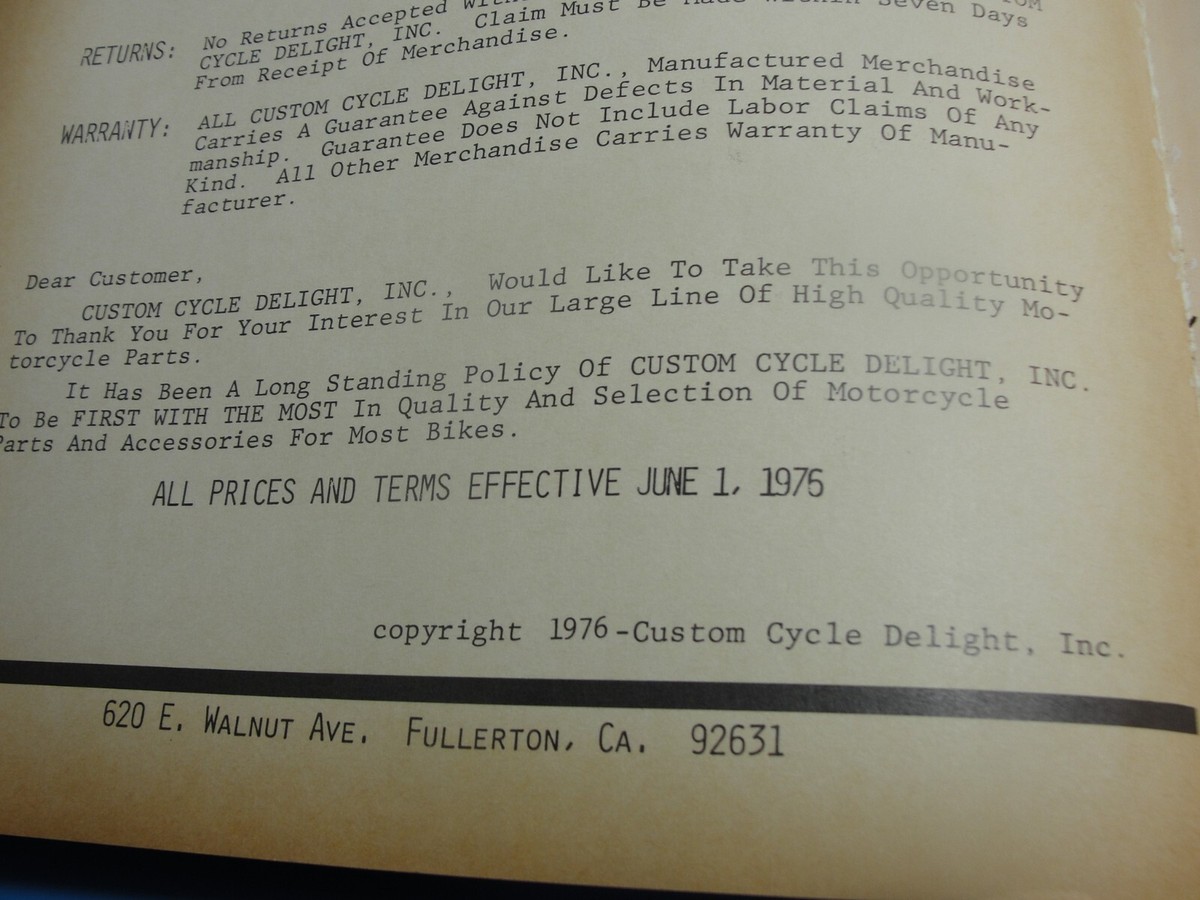 RETURNS: No Returns Accepted
CYCLE DELIGHT, INC. Claim Must Be Made Within Seven Days
From Receipt Of Merchandise.
WARRANTY: ALL CUSTOM CYCLE DELIGHT, INC., Manufactured Merchandise
Carries A Guarantee Against Defects In Material And Work-
manship. Guarantee Does Not Include Labor Claims Of Any
Kind. All Other Merchandise Carries Warranty Of Manu-
facturer.
Dear Customer,
CUSTOM CYCLE DELIGHT, INC., Would Like To Take This Opportunity
To Thank You For Your Interest In Our Large Line Of High Quality Mo-
torcycle Parts.
It Has Been A Long Standing Policy Of CUSTOM CYCLE DELIGHT, INC.
To Be FIRST WITH THE MOST In Quality And Selection Of Motorcycle
Parts And Accessories For Most Bikes.
ALL PRICES AND TERMS EFFECTIVE JUNE 1, 1976
copyright 1976-Custom Cycle Delight, Inc.
620 E. WALNUT AVE. FULLERTON, CA. 92631